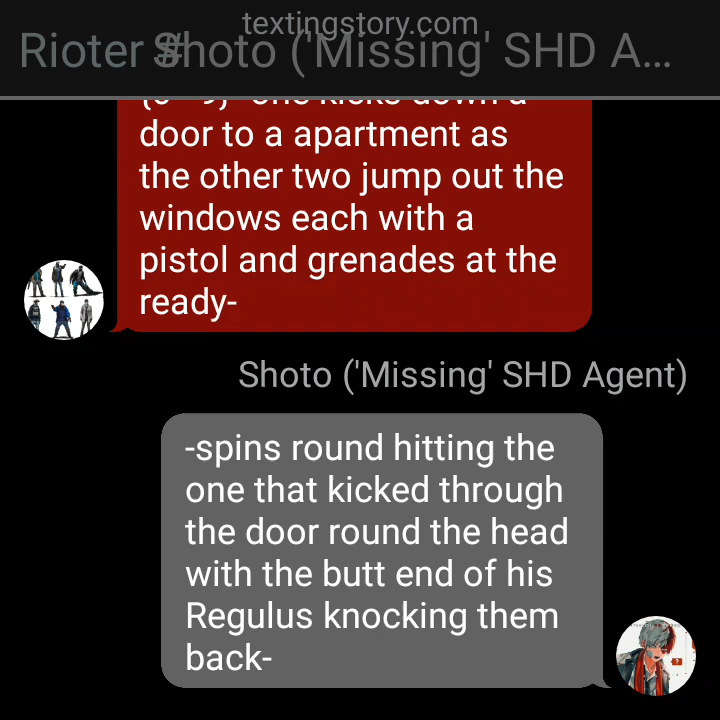 textingstory.com
Rioter # Shoto ('Missing' SHD A...
door to a apartment as
the other two jump out the
windows each with a
pistol and grenades at the
ready-
Shoto ('Missing' SHD Agent)
-spins round hitting the
one that kicked through
the door round the head
with the butt end of his
Regulus knocking them
back-